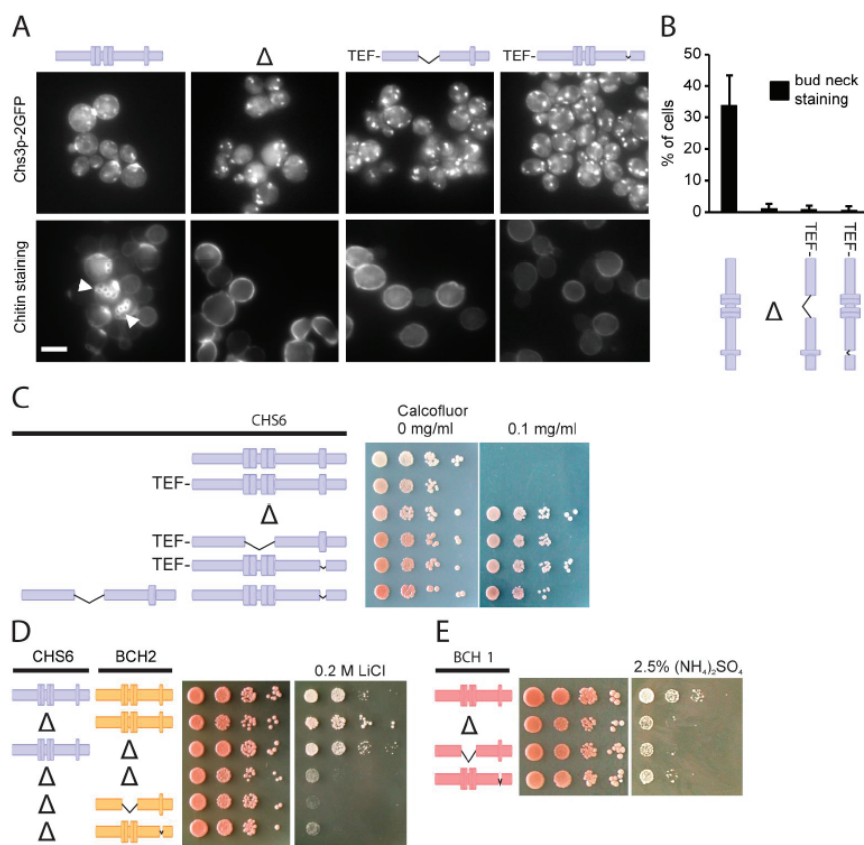 A
Δ
TEF-
TEF-
Chs3p-2GFP
Chitin staining
B
50
40
30
20
10
0
% of cells
bud neck
staining
Δ
TEF-
TEF-
C
CHS6
Calcofluor
0 mg/ml
0.1 mg/ml
TEF-
Δ
TEF-
TEF-
D
CHS6
BCH2
0.2 M LiCl
Δ
Δ
Δ
Δ
Δ
Δ
E
BCH 1
2.5% (NH₄)₂SO₄
Δ